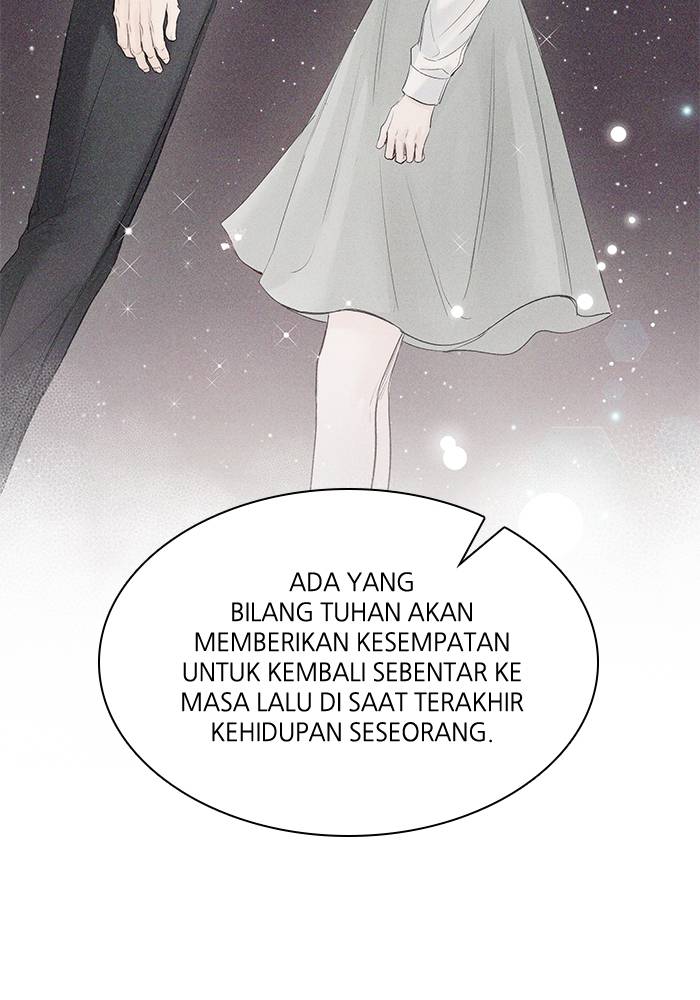 ADA YANG
BILANG TUHAN AKAN
MEMBERIKAN KESEMPATAN
UNTUK KEMBALI SEBENTAR KE
MASA LALU DI SAAT TERAKHIR
KEHIDUPAN SESEORANG.